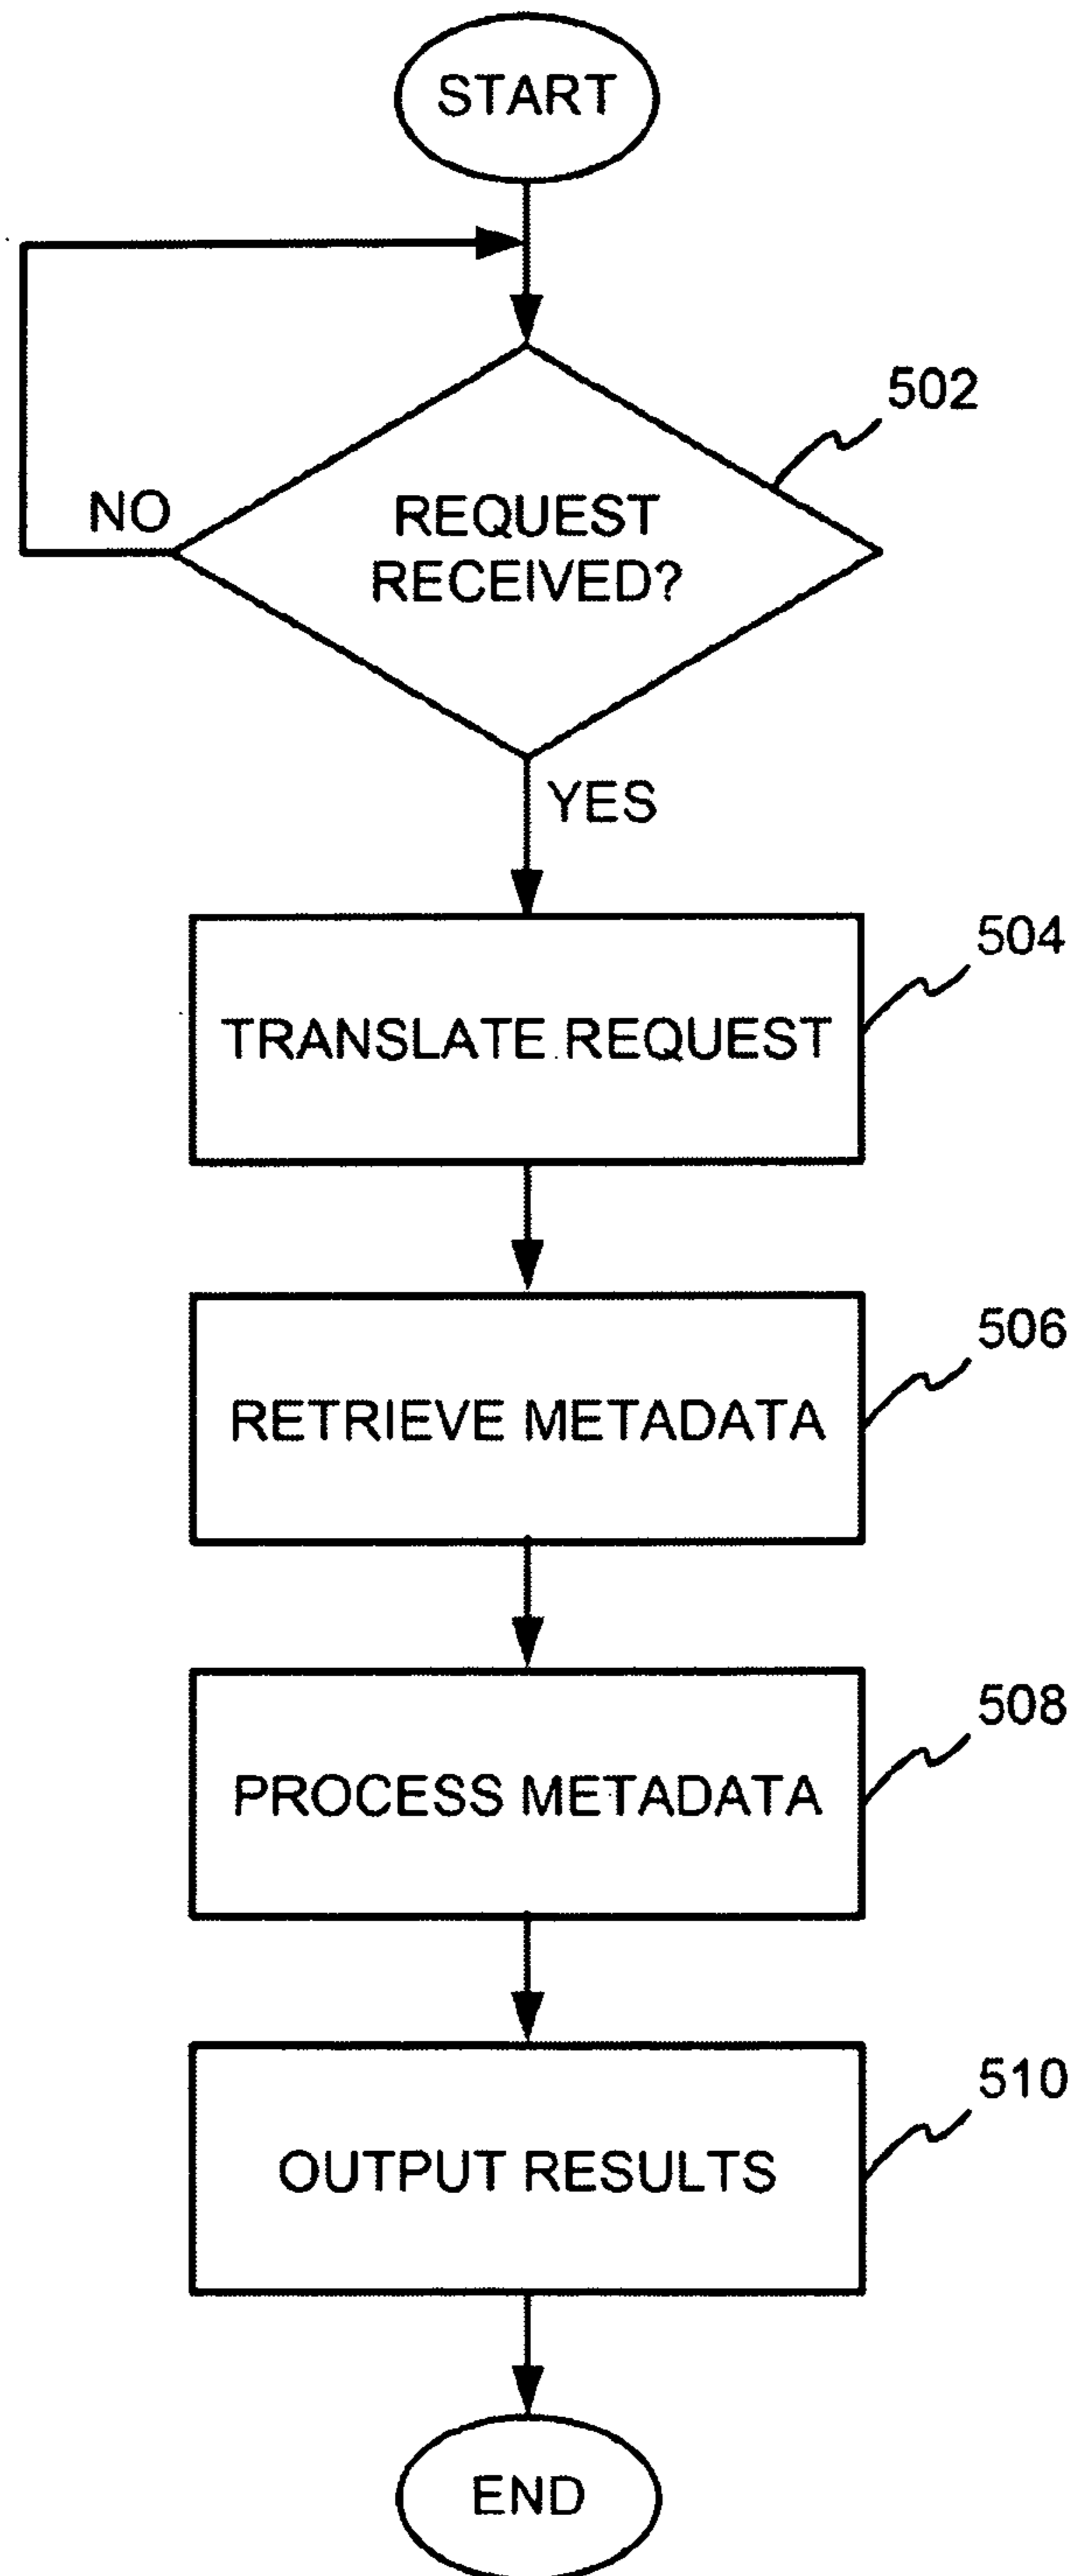 START
502
NO
REQUEST
RECEIVED?
YES
504
TRANSLATE REQUEST
506
RETRIEVE METADATA
508
PROCESS METADATA
510
OUTPUT RESULTS
END